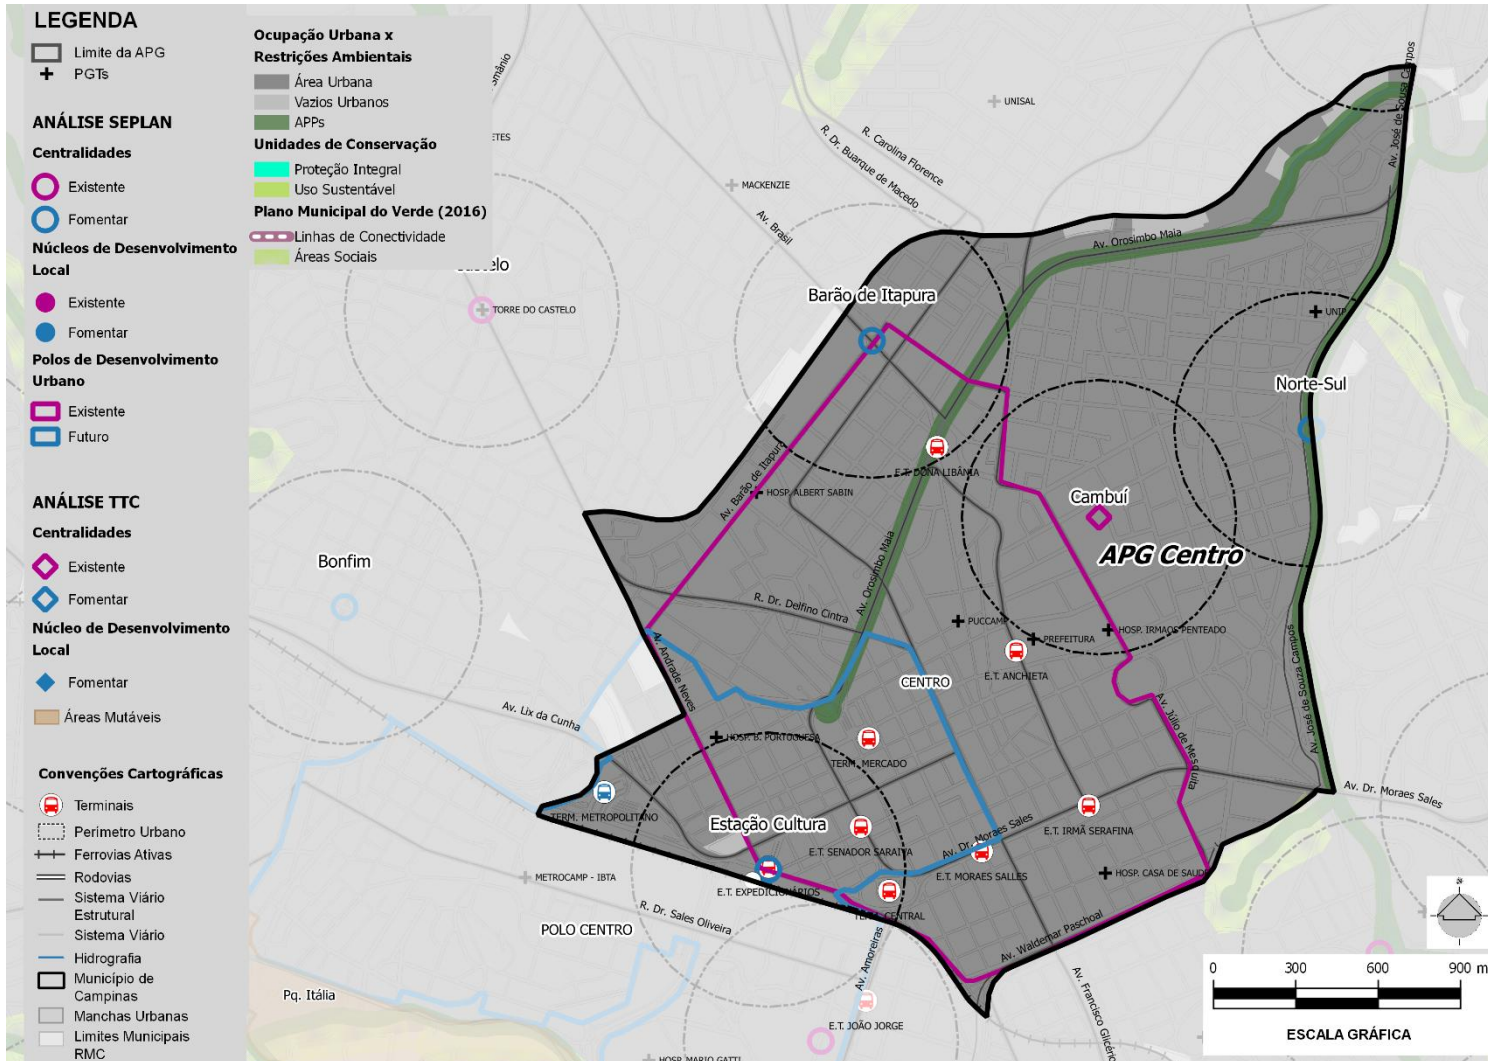 LEGENDA
Limite da APG
PGTs
ANÁLISE SEPLAN
Centralidades
Existente
Fomentar
Núcleos de Desenvolvimento
Local
Existente
Fomentar
Polos de Desenvolvimento
Urbano
Existente
Futuro
ANÁLISE TTC
Centralidades
Existente
Fomentar
Núcleo de Desenvolvimento
Local
Fomentar
Áreas Mutáveis
Convenções Cartográficas
Terminais
Perímetro Urbano
Ferrovias Ativas
Rodovias
Sistema Viário
Estrutural
Sistema Viário
Hidrografia
Município de
Campinas
Manchas Urbanas
Limites Municipais
RMC
Ocupação Urbana x
Restrições Ambientais
Área Urbana
Vazios Urbanos
APPs
Unidades de Conservação
Proteção Integral
Uso Sustentável
Plano Municipal do Verde (2016)
Linhas de Conectividade
Áreas Sociais
UNISAL
R. Carolina Florence
R. Dr. Buarque de Macedo
MACKENZIE
Av. Brasil
Av. José de Sousa Campos
Av. Orosimbo Maia
TORRE DO CASTELO
Barão de Itapura
UNIP
Norte-Sul
E.T. DONA LIBÂNIA
Av. Barão de Itapura
HOSP. ALBERT SABIN
Cambuí
APG Centro
Bonfim
Av. Orosimbo Maia
R. Dr. Delfino Cintra
PUCCAMP
PREFEITURA
HOSP. IRMAOS PENTEADO
E.T. ANCHIETA
Av. Andrade Neves
CENTRO
Av. José de Souza Campos
Av. Lix da Cunha
HOSP. B. PORTUGUESA
TERM. MERCADO
Av. Júlio de Mesquita
Av. Dr. Moraes Sales
TERM. METROPOLITANO
Estação Cultura
E.T. IRMÃ SERAFINA
Av. Dr. Moraes Sales
E.T. SENADOR SARAIVA
E.T. MORAES SALLES
HOSP. CASA DE SAUDE
METROCAMP - IBTA
E.T. EXPEDICIONÁRIOS
TERM. CENTRAL
R. Dr. Sales Oliveira
POLO CENTRO
Av. Waldemar Paschoal
Av. Amoreiras
Av. Francisco Glicério
Pq. Itália
E.T. JOÃO JORGE
HOSP. MARIO GATTI
0 300 600 900 m
ESCALA GRÁFICA